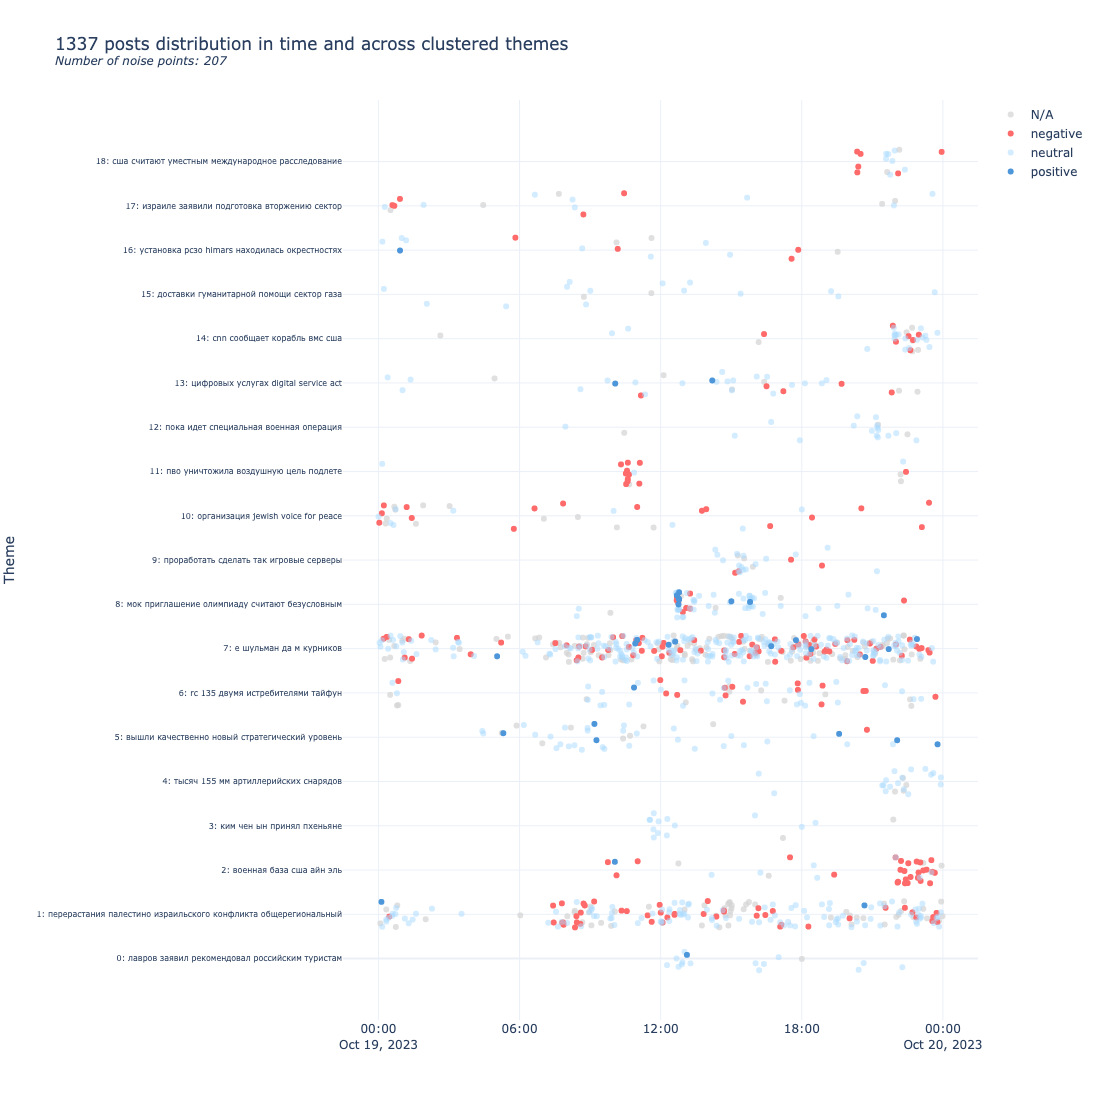 1337 posts distribution in time and across clustered themes
Number of noise points: 207
N/A
negative
neutral
positive
Theme
18: сша считают уместным международное расследование
17: израиле заявили подготовка вторжению сектор
16: установка рсзо himars находилась окрестностях
15: доставки гуманитарной помощи сектор газа
14: cnn сообщает корабль вмс сша
13: цифровых услугах digital service act
12: пока идет специальная военная операция
11: пво уничтожила воздушную цель подлете
10: организация jewish voice for peace
9: проработать сделать так игровые серверы
8: мок приглашение олимпиаду считают безусловным
7: е шульман да м курников
6: rc 135 двумя истребителями тайфун
5: вышли качественно новый стратегический уровень
4: тысяч 155 мм артиллерийских снарядов
3: ким чен ын принял пхеньяне
2: военная база сша айн эль
1: перерастания палестино израильского конфликта общерегиональный
0: лавров заявил рекомендовал российским туристам
00:00 06:00 12:00 18:00 00:00
Oct 19, 2023 Oct 20, 2023